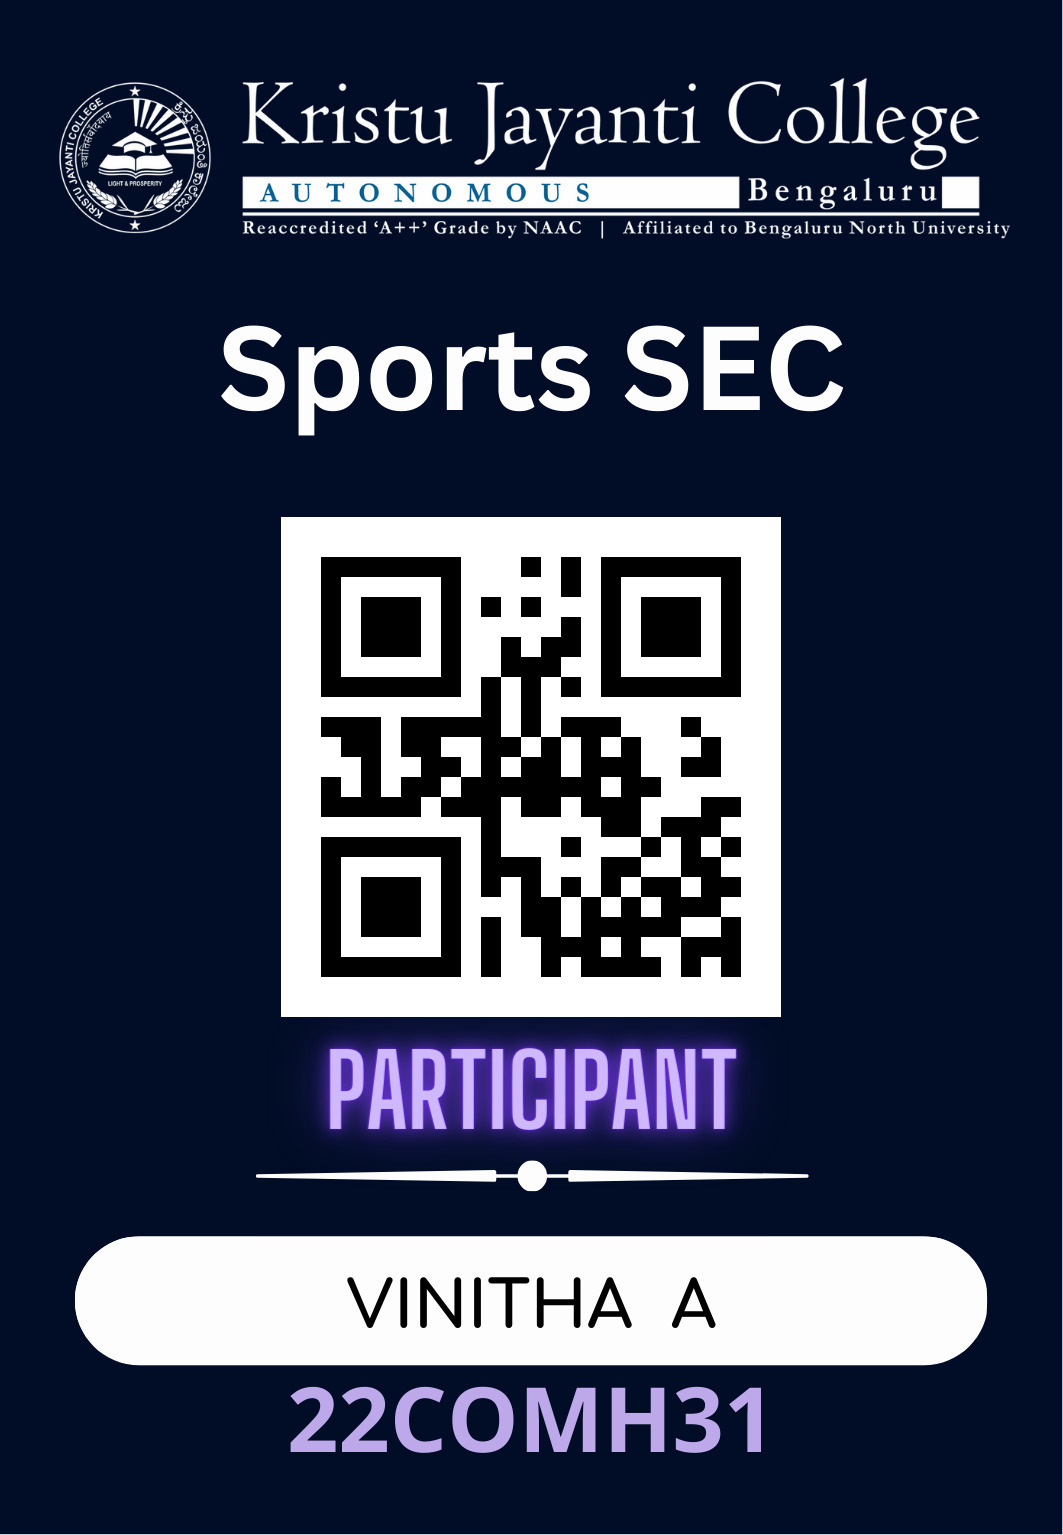 Kristu Jayanti College
AUTONOMOUS Bengaluru
Reaccredited ‘A++’ Grade by NAAC | Affiliated to Bengaluru North University
KRISTU JAYANTI COLLEGE
ಕ್ರಿಸ್ತು ಜಯಂತಿ ಕಾಲೇಜು
LIGHT & PROSPERITY
Sports SEC
PARTICIPANT
VINITHA A
22COMH31